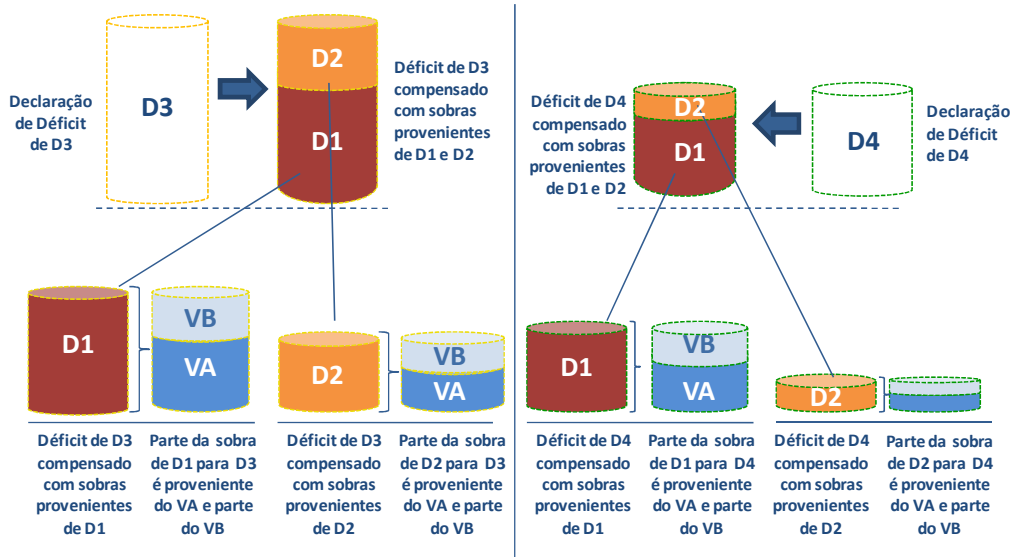 Declaração
de Déficit
de D3
D3
D2
D1
Déficit de D3
compensado
com sobras
provenientes
de D1 e D2
Déficit de D4
compensado
com sobras
provenientes
de D1 e D2
D2
D1
D4
Declaração
de Déficit
de D4
D1
VB
VA
D2
VB
VA
D1
VB
VA
D2
Déficit de D3
compensado
com sobras
provenientes
de D1
Parte da sobra
de D1 para D3
é proveniente
do VA e parte
do VB
Déficit de D3
compensado
com sobras
provenientes
de D2
Parte da sobra
de D2 para D3
é proveniente
do VA e parte
do VB
Déficit de D4
compensado
com sobras
provenientes
de D1
Parte da sobra
de D1 para D4
é proveniente
do VA e parte
do VB
Déficit de D4
compensado
com sobras
provenientes
de D2
Parte da sobra
de D2 para D4
é proveniente
do VA e parte
do VB